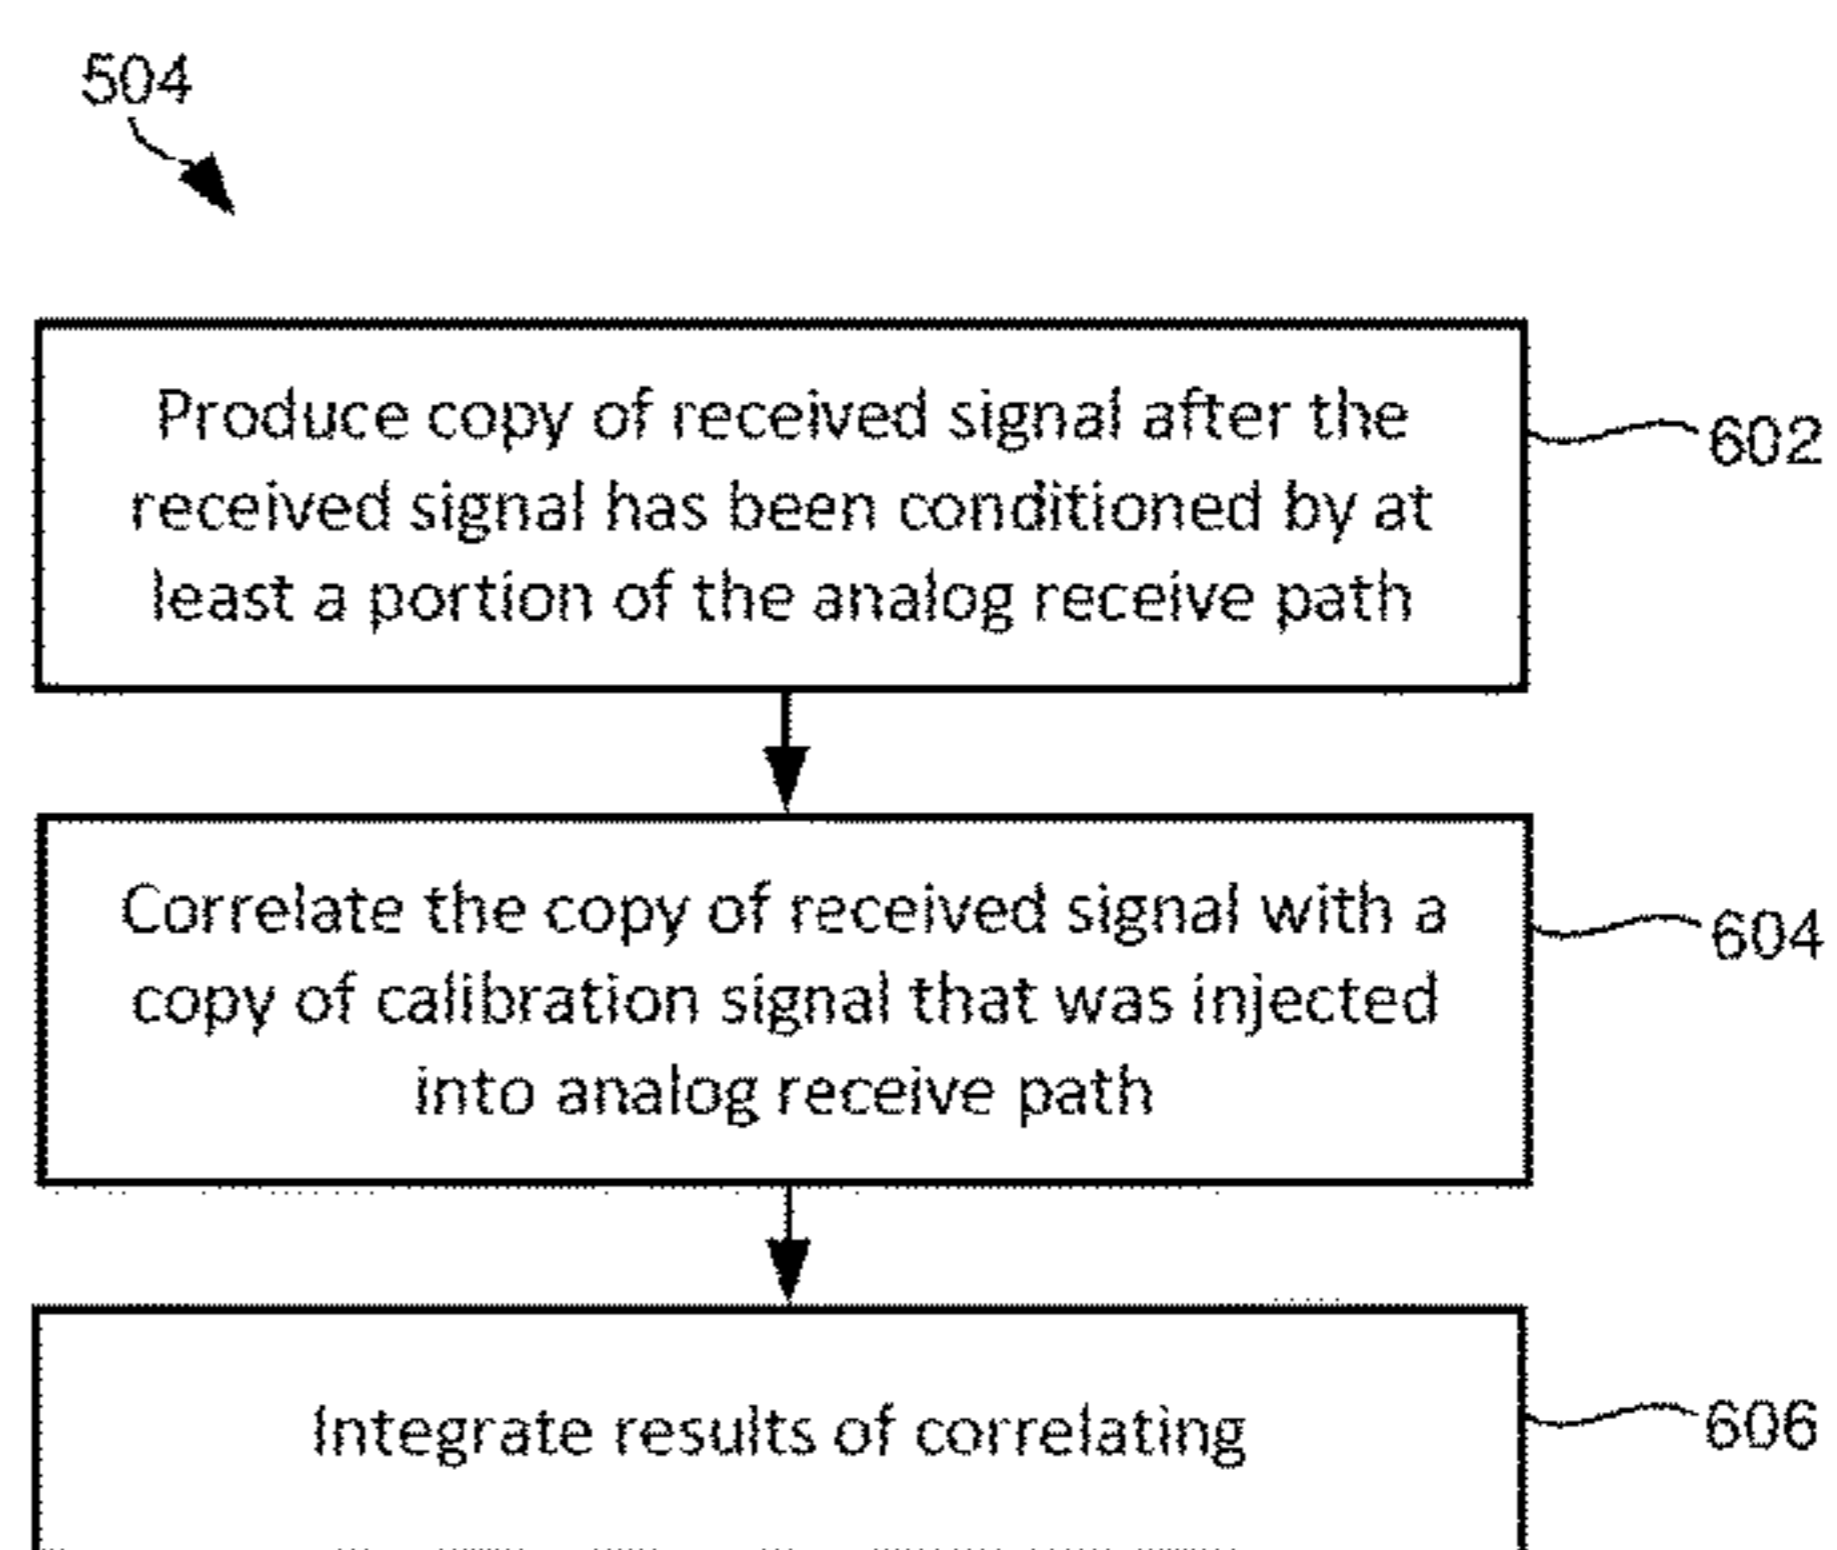 504
Produce copy of received signal after the
received signal has been conditioned by at
least a portion of the analog receive path
602
Correlate the copy of received signal with a
copy of calibration signal that was injected
into analog receive path
604
Integrate results of correlating
606